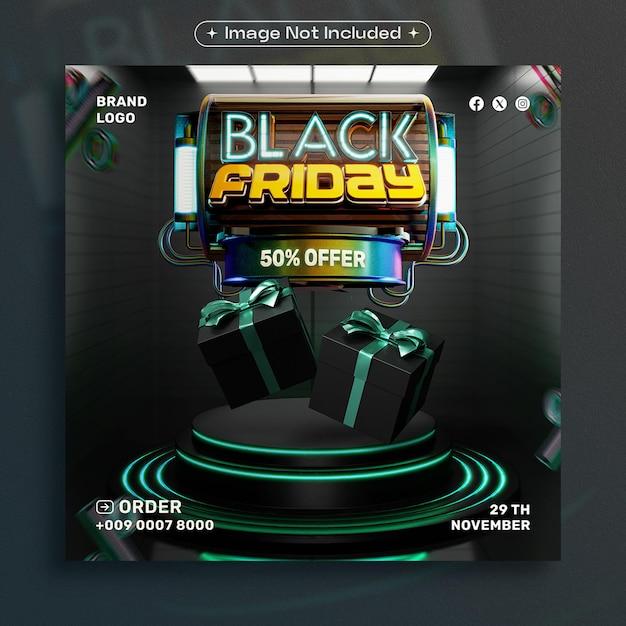 Image Not Included
BRAND
LOGO
BLACK
FRIDAY
50% OFFER
ORDER
+009 0007 8000
29 TH
NOVEMBER